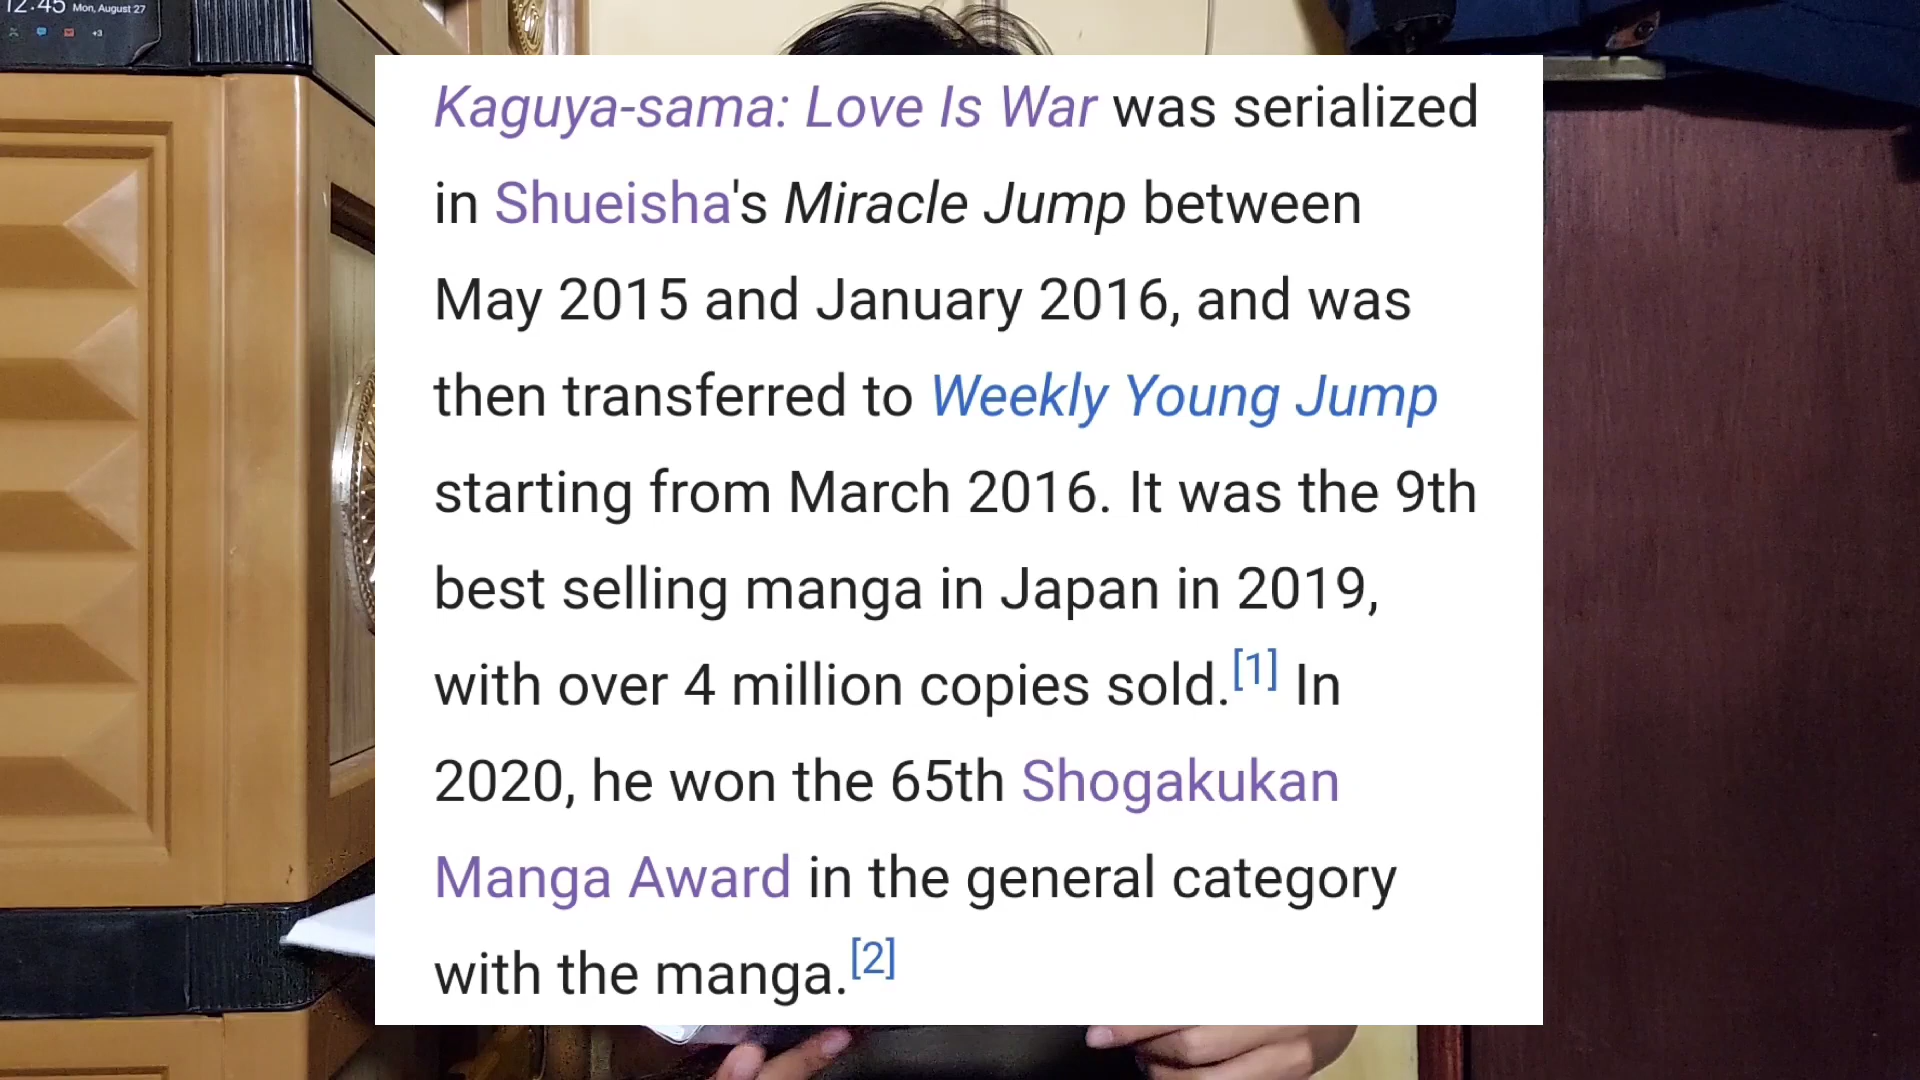 12:45 Mon, August 27
+3
Kaguya-sama: Love Is War was serialized
in Shueisha's Miracle Jump between
May 2015 and January 2016, and was
then transferred to Weekly Young Jump
starting from March 2016. It was the 9th
best selling manga in Japan in 2019,
with over 4 million copies sold.[1] In
2020, he won the 65th Shogakukan
Manga Award in the general category
with the manga.[2]